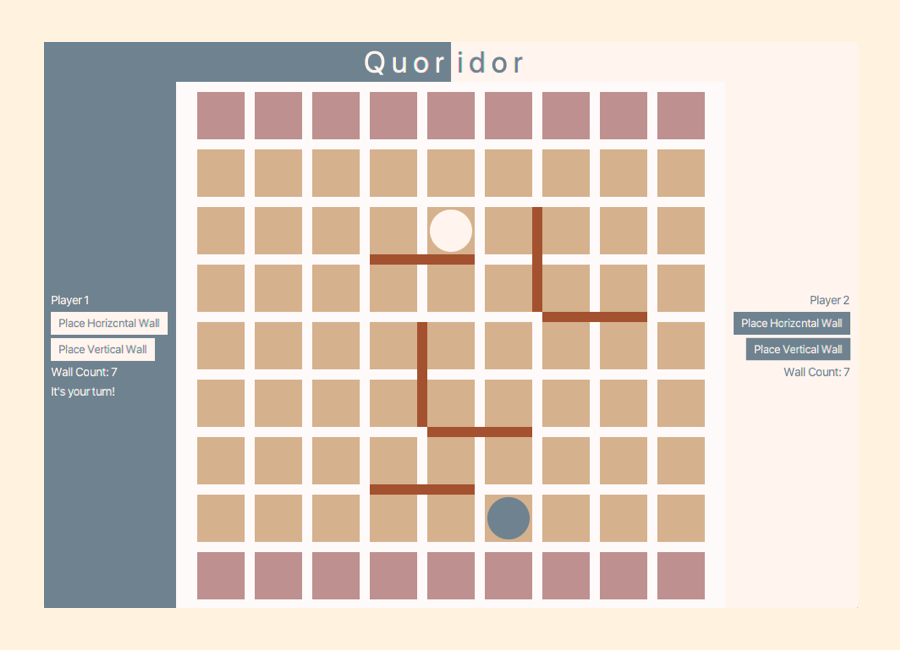 Quoridor
Player 1
Place Horizontal Wall
Place Vertical Wall
Wall Count: 7
It's your turn!
Player 2
Place Horizontal Wall
Place Vertical Wall
Wall Count: 7